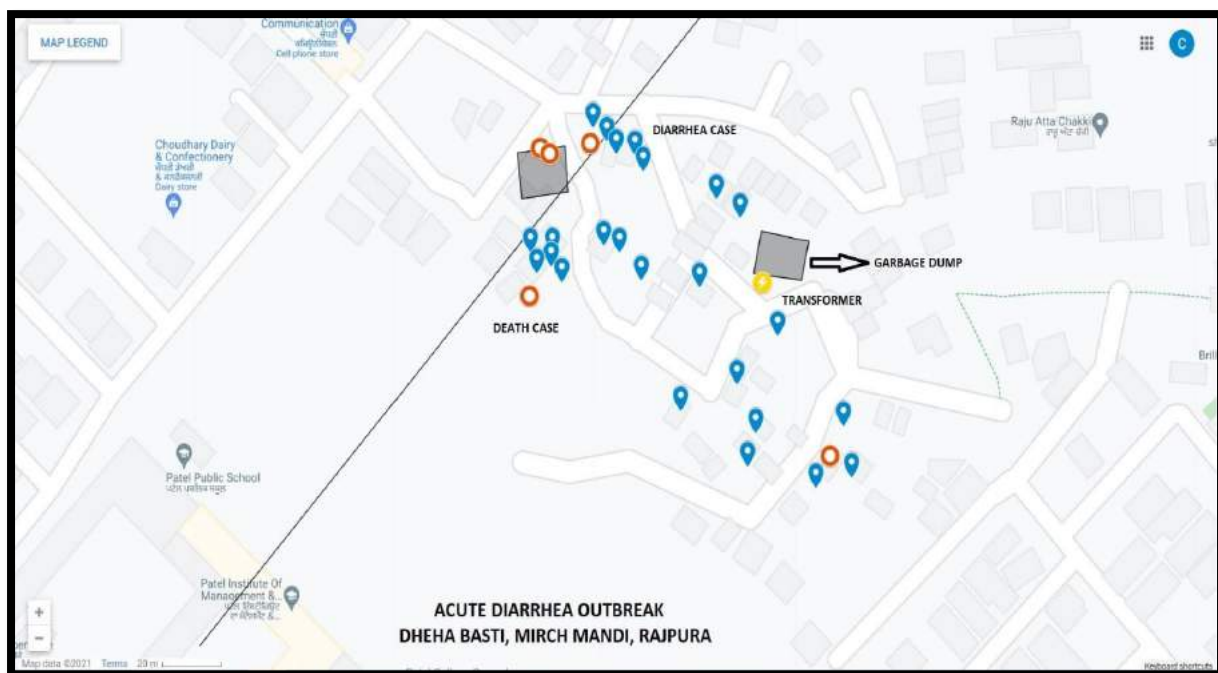 MAP LEGEND
Communication
Cell phone store
C
DIARRHEA CASE
Raju Atta Chakki
Choudhary Dairy
& Confectionery
Dairy store
GARBAGE DUMP
TRANSFORMER
DEATH CASE
Brill
Patel Public School
Patel Institute Of
Management &...
ACUTE DIARRHEA OUTBREAK
DHEHA BASTI, MIRCH MANDI, RAJPURA
+
−
Map data ©2021 Terms 20 m
Keyboard shortcuts